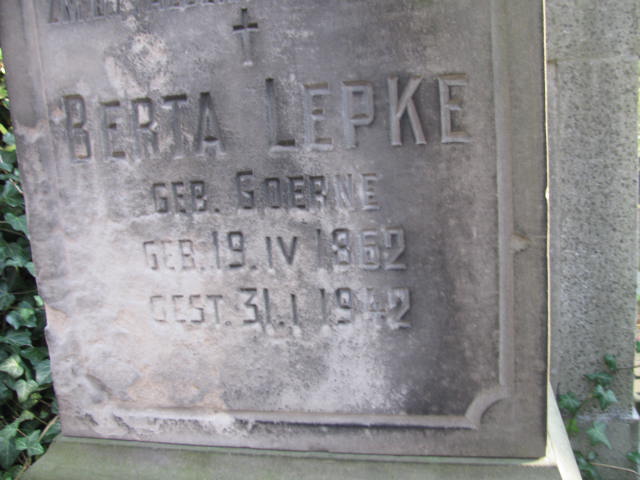 BERTA LEPKE
GEB. GOERNE
GEB. 19. IV 1862
GEST. 31. I 1942